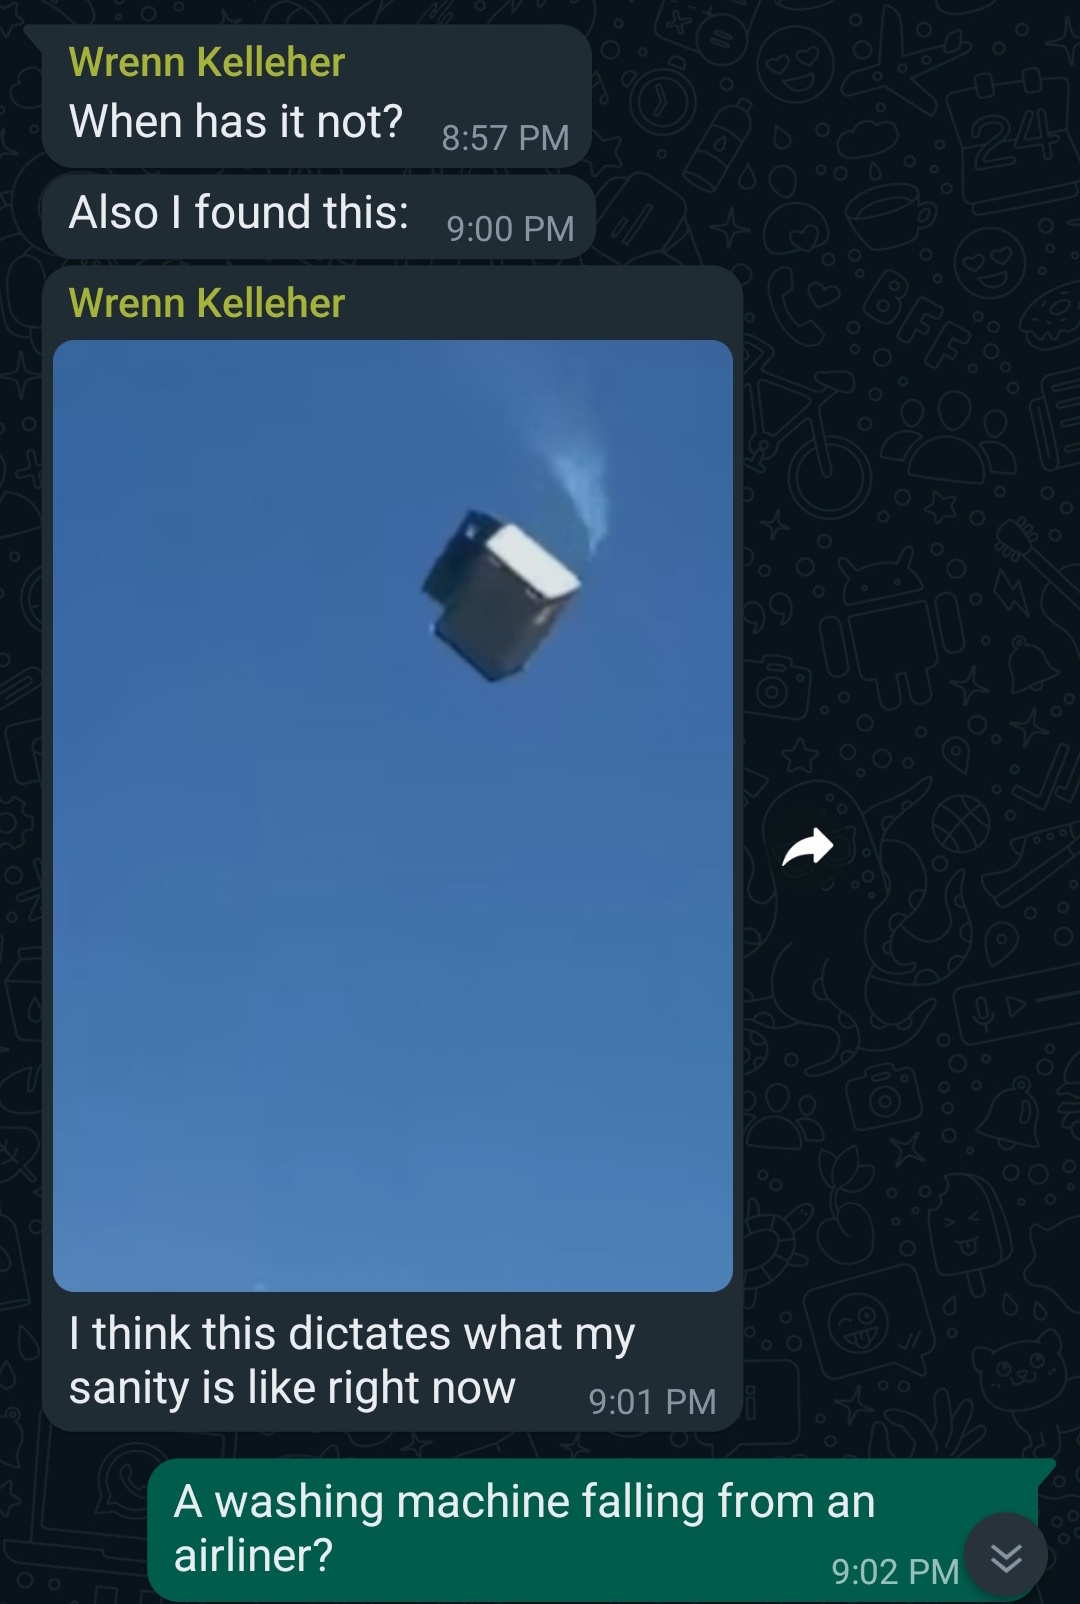 Wrenn Kelleher
When has it not?
8:57 PM
Also I found this:
9:00 PM
Wrenn Kelleher
I think this dictates what my
sanity is like right now
9:01 PM
A washing machine falling from an
airliner?
9:02 PM
24
BFF